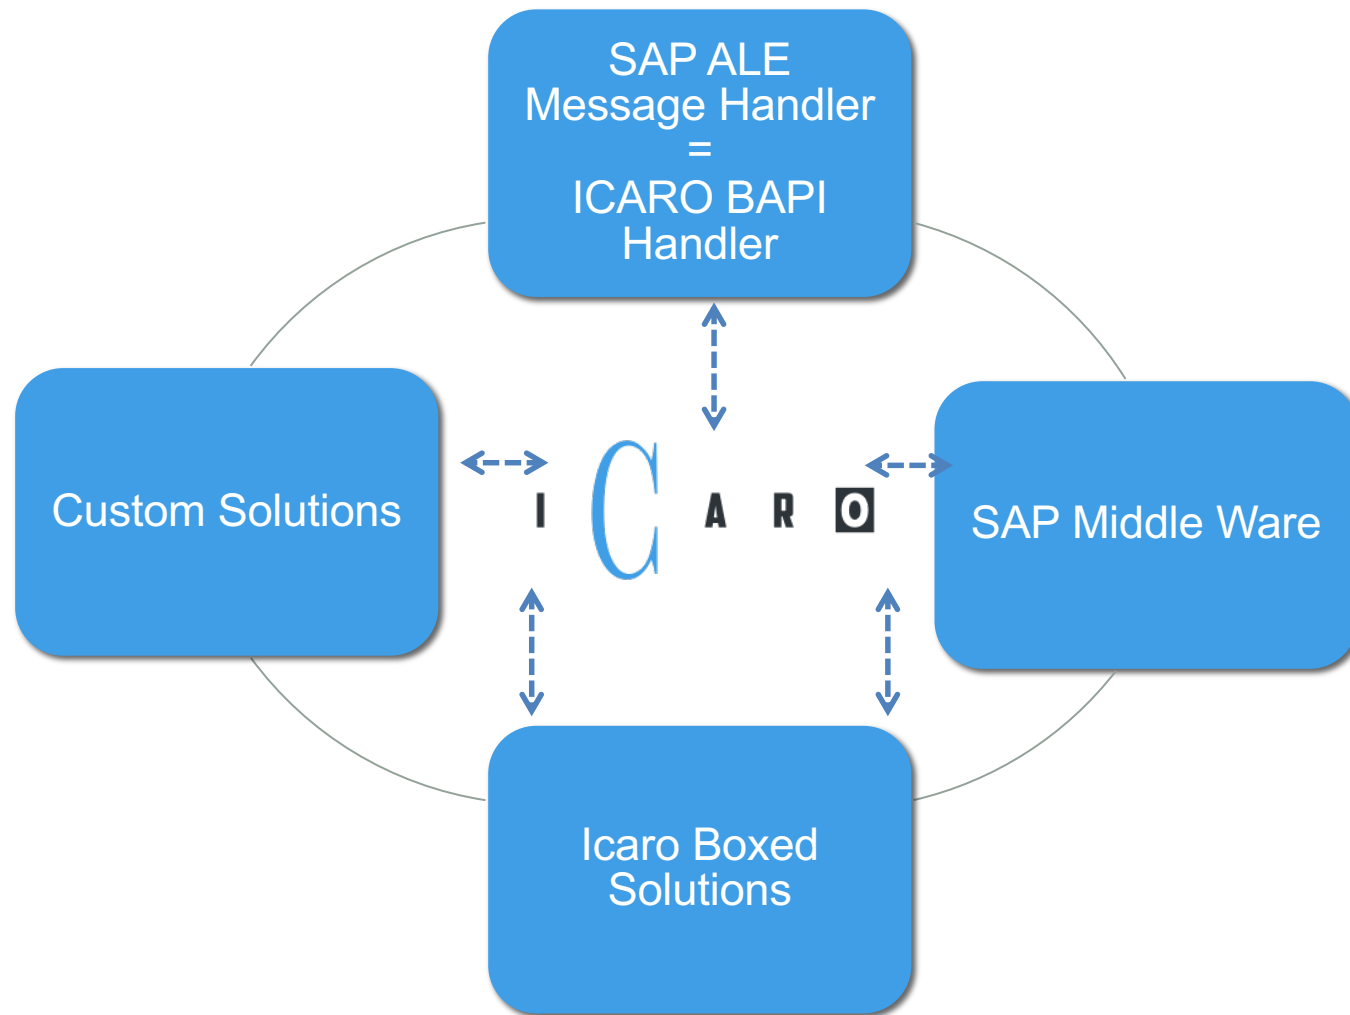 SAP ALE
Message Handler
=
ICARO BAPI
Handler
Custom Solutions
I C A R O
SAP Middle Ware
Icaro Boxed
Solutions